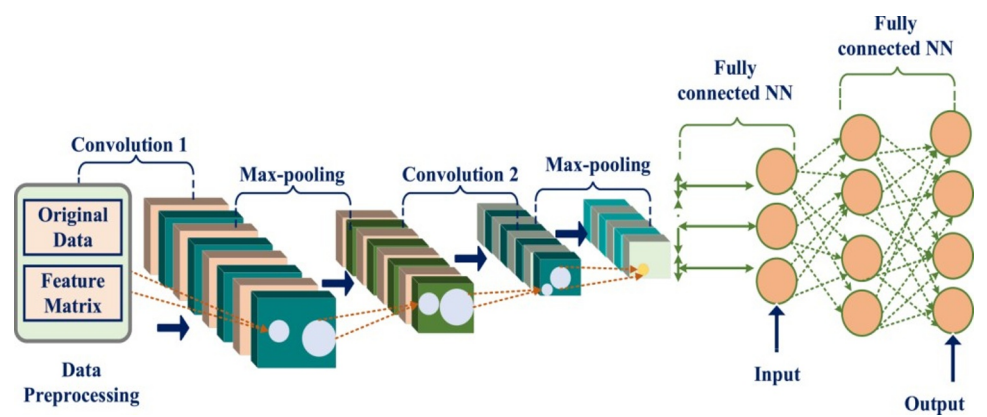 Convolution 1
Original
Data
Feature
Matrix
Data
Preprocessing
Max-pooling
Convolution 2
Max-pooling
Fully
connected NN
Fully
connected NN
Input
Output